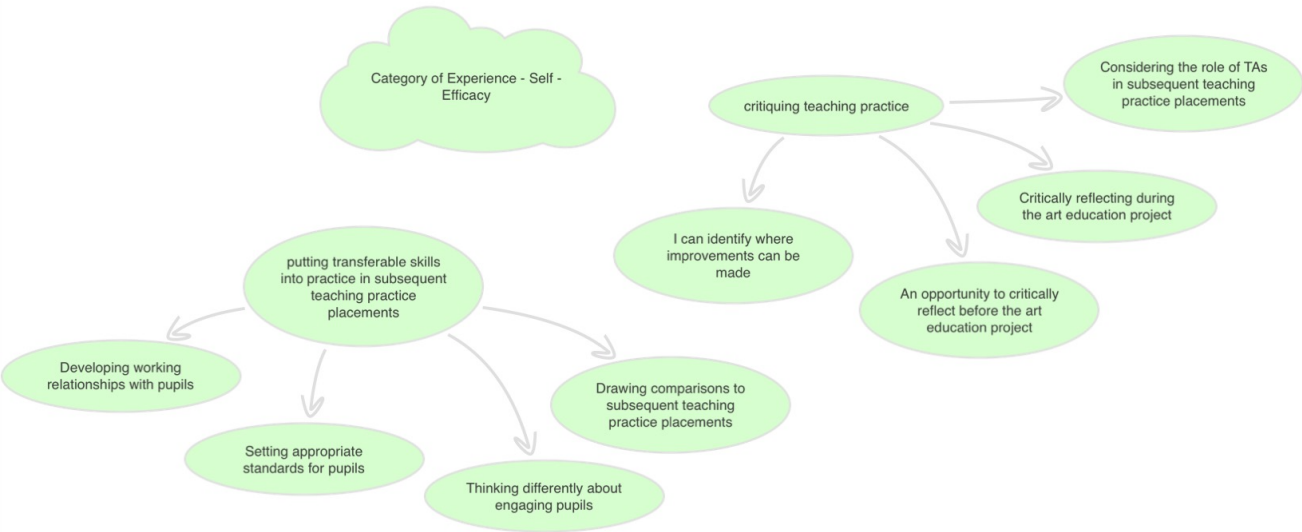 Category of Experience - Self -
Efficacy
critiquing teaching practice
Considering the role of TAs
in subsequent teaching
practice placements
Critically reflecting during
the art education project
I can identify where
improvements can be
made
An opportunity to critically
reflect before the art
education project
putting transferable skills
into practice in subsequent
teaching practice
placements
Developing working
relationships with pupils
Setting appropriate
standards for pupils
Thinking differently about
engaging pupils
Drawing comparisons to
subsequent teaching
practice placements